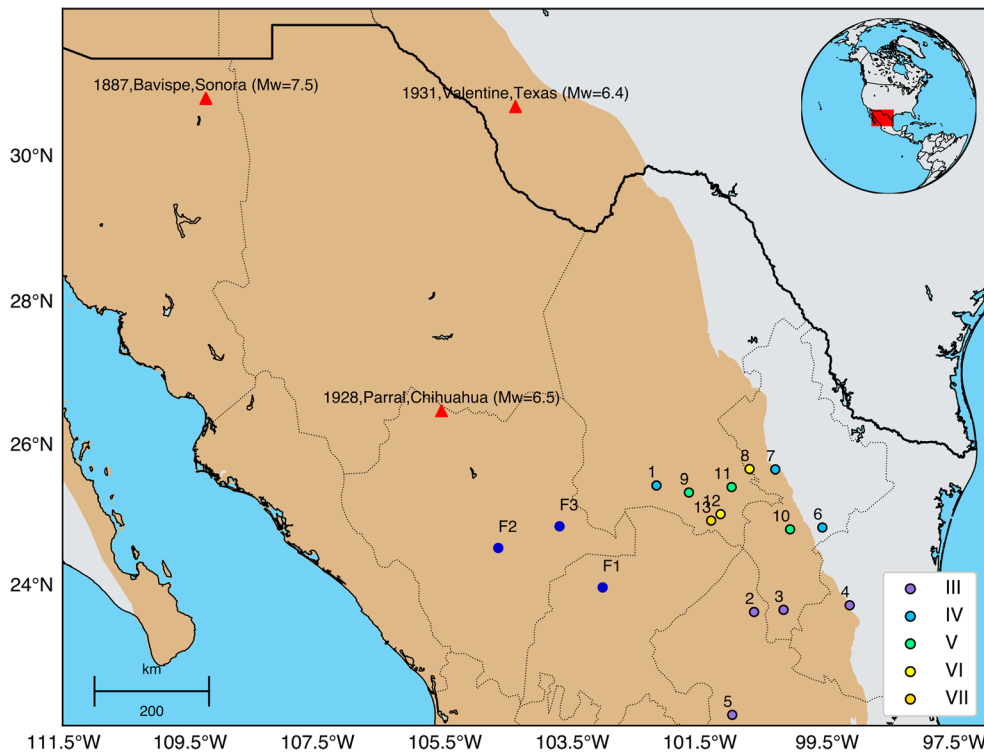 1887,Bavispe,Sonora (Mw=7.5)
1931,Valentine,Texas (Mw=6.4)
30°N
28°N
1928,Parral,Chihuahua (Mw=6.5)
26°N
8
7
1
9
11
12
13
F3
F2
10
6
F1
24°N
2
3
4
5
III
IV
V
VI
VII
km
200
111.5°W
109.5°W
107.5°W
105.5°W
103.5°W
101.5°W
99.5°W
97.5°W